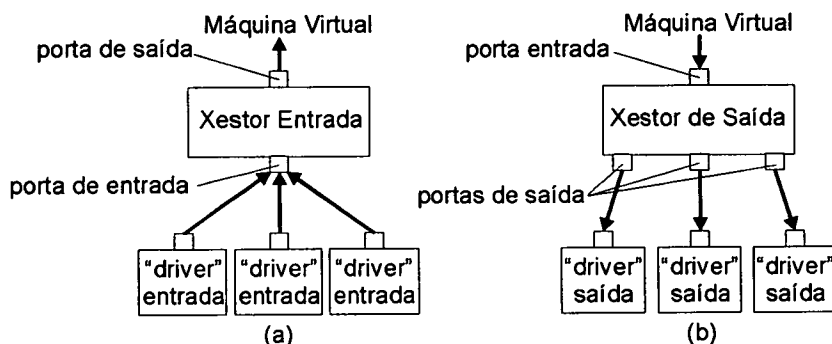 Máquina Virtual
porta de saída
Xestor Entrada
porta de entrada
"driver" entrada
"driver" entrada
"driver" entrada
(a)
Máquina Virtual
porta entrada
Xestor de Saída
portas de saída
"driver" saída
"driver" saída
"driver" saída
(b)